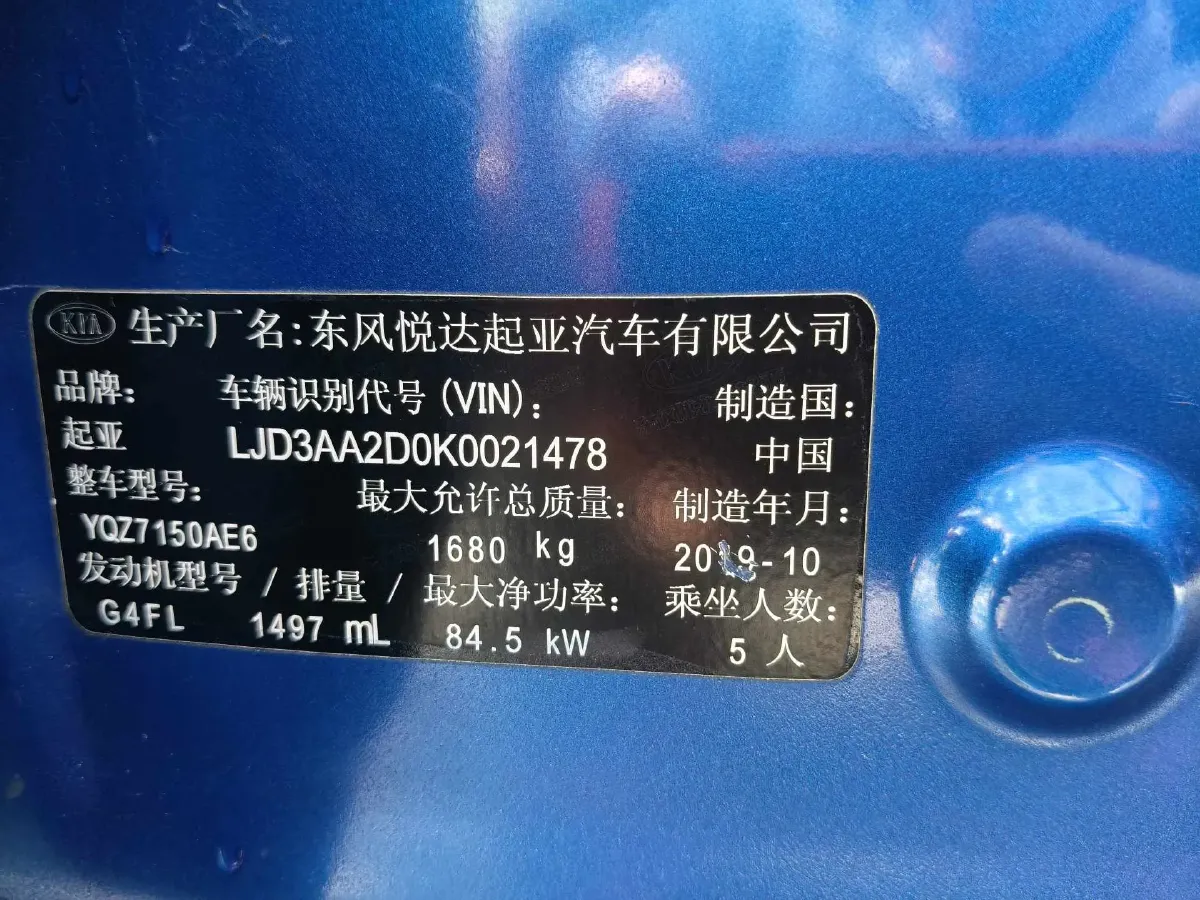 KIA 生产厂名:东风悦达起亚汽车有限公司
品牌: 车辆识别代号(VIN): 制造国:
起亚 LJD3AA2D0K0021478 中国
整车型号: 最大允许总质量: 制造年月:
YQZ7150AE6 1680 kg 2019-10
发动机型号 / 排量 / 最大净功率: 乘坐人数:
G4FL 1497 mL 84.5 kW 5 人